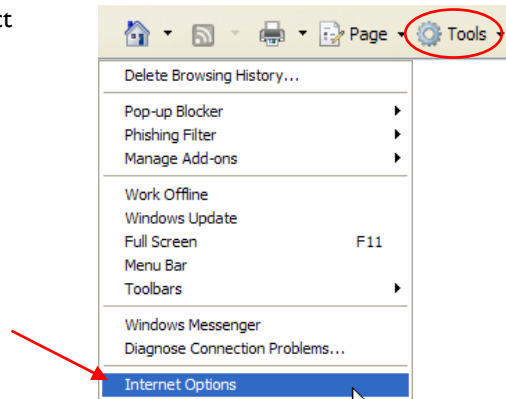 ct
Page Tools
Delete Browsing History...
Pop-up Blocker
Phishing Filter
Manage Add-ons
Work Offline
Windows Update
Full Screen F11
Menu Bar
Toolbars
Windows Messenger
Diagnose Connection Problems...
Internet Options